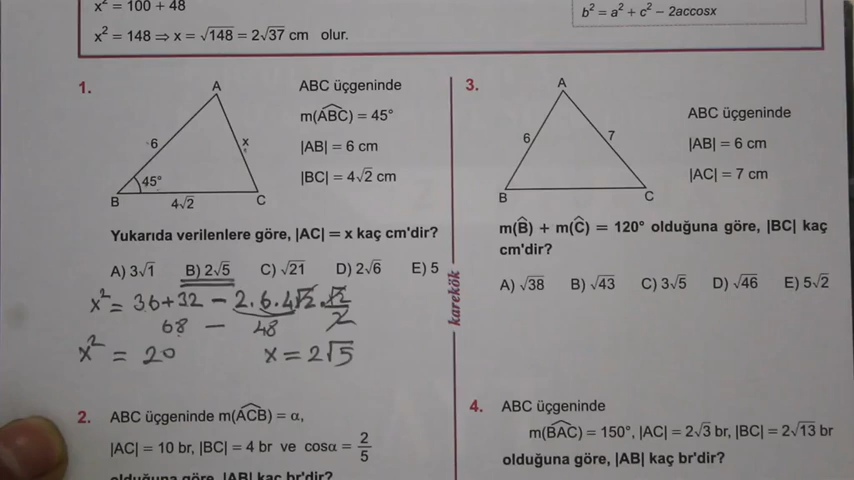 x² = 100 + 48
x² = 148 ⇒ x = √148 = 2√37 cm olur.
b² = a² + c² − 2accosx
1.
A
6
x
45°
B
4√2
C
ABC üçgeninde
m(ABC) = 45°
|AB| = 6 cm
|BC| = 4√2 cm
Yukarıda verilenlere göre, |AC| = x kaç cm'dir?
A) 3√1 B) 2√5 C) √21 D) 2√6 E) 5
x² = 36+32 − 2.6.4√2.√2/2
68 − 48
x² = 20 x = 2√5
2. ABC üçgeninde m(ACB) = α,
|AC| = 10 br, |BC| = 4 br ve cosα = 2/5
olduğuna göre, |AB| kaç br'dir?
karekök
3.
A
6
7
B
C
ABC üçgeninde
|AB| = 6 cm
|AC| = 7 cm
m(B) + m(C) = 120° olduğuna göre, |BC| kaç
cm'dir?
A) √38 B) √43 C) 3√5 D) √46 E) 5√2
4. ABC üçgeninde
m(BAC) = 150°, |AC| = 2√3 br, |BC| = 2√13 br
olduğuna göre, |AB| kaç br'dir?